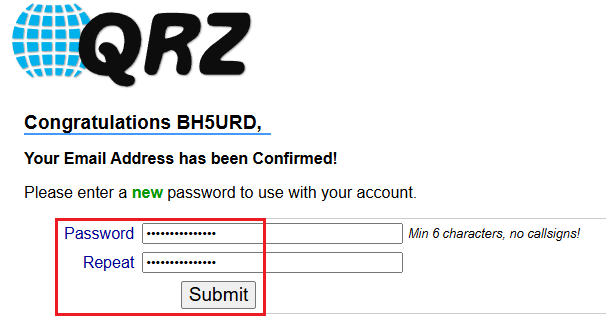 QRZ
Congratulations BH5URD,
Your Email Address has been Confirmed!
Please enter a new password to use with your account.
Password ••••••••••••••• Min 6 characters, no callsigns!
Repeat •••••••••••••••
Submit